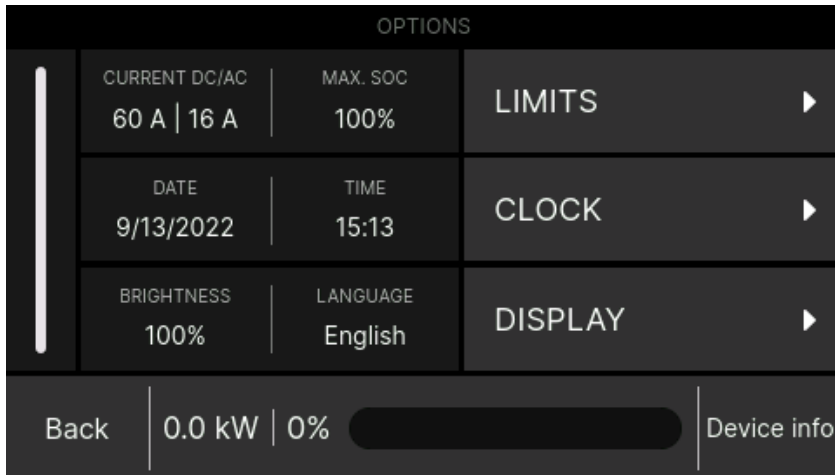 OPTIONS
CURRENT DC/AC
60 A | 16 A
MAX. SOC
100%
LIMITS
DATE
9/13/2022
TIME
15:13
CLOCK
BRIGHTNESS
100%
LANGUAGE
English
DISPLAY
Back
0.0 kW | 0%
Device info